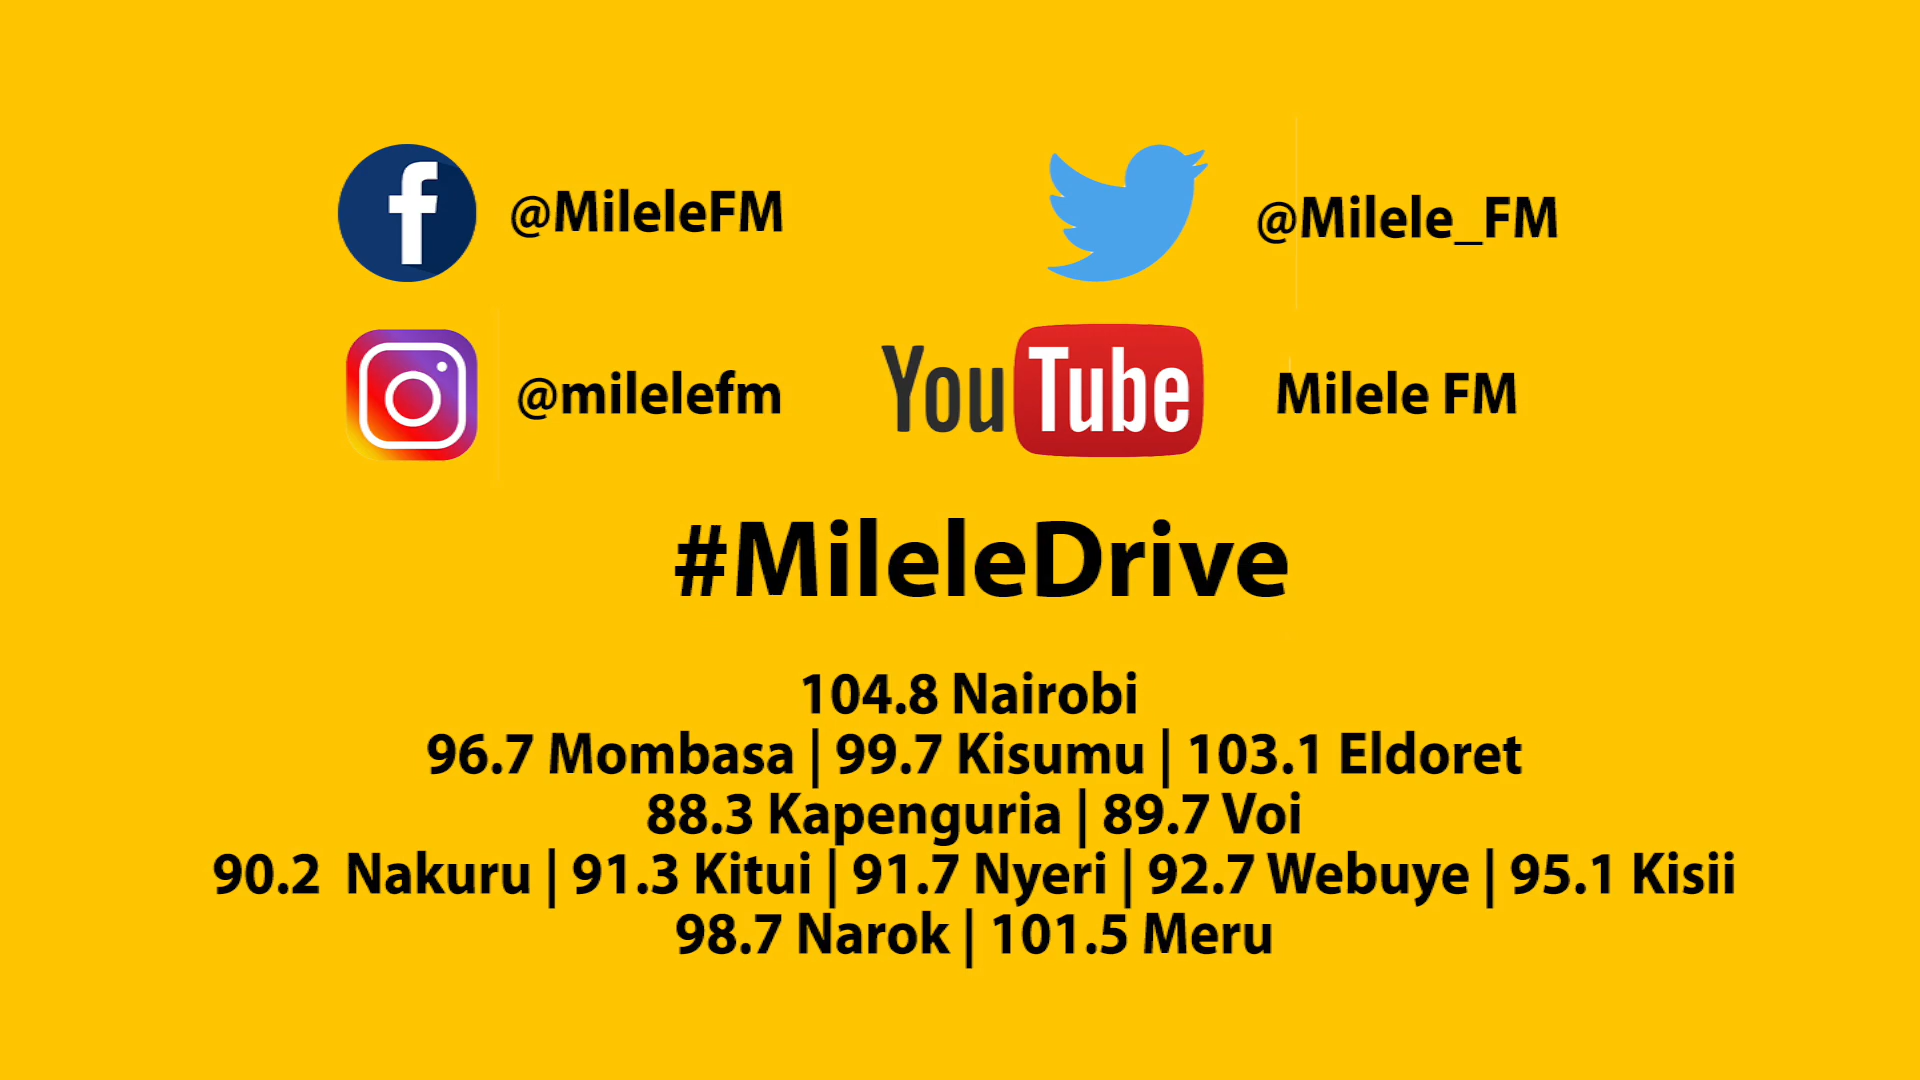 @MileleFM
@Milele_FM
@milelefm
YouTube
Milele FM
#MileleDrive
104.8 Nairobi
96.7 Mombasa | 99.7 Kisumu | 103.1 Eldoret
88.3 Kapenguria | 89.7 Voi
90.2 Nakuru | 91.3 Kitui | 91.7 Nyeri | 92.7 Webuye | 95.1 Kisii
98.7 Narok | 101.5 Meru